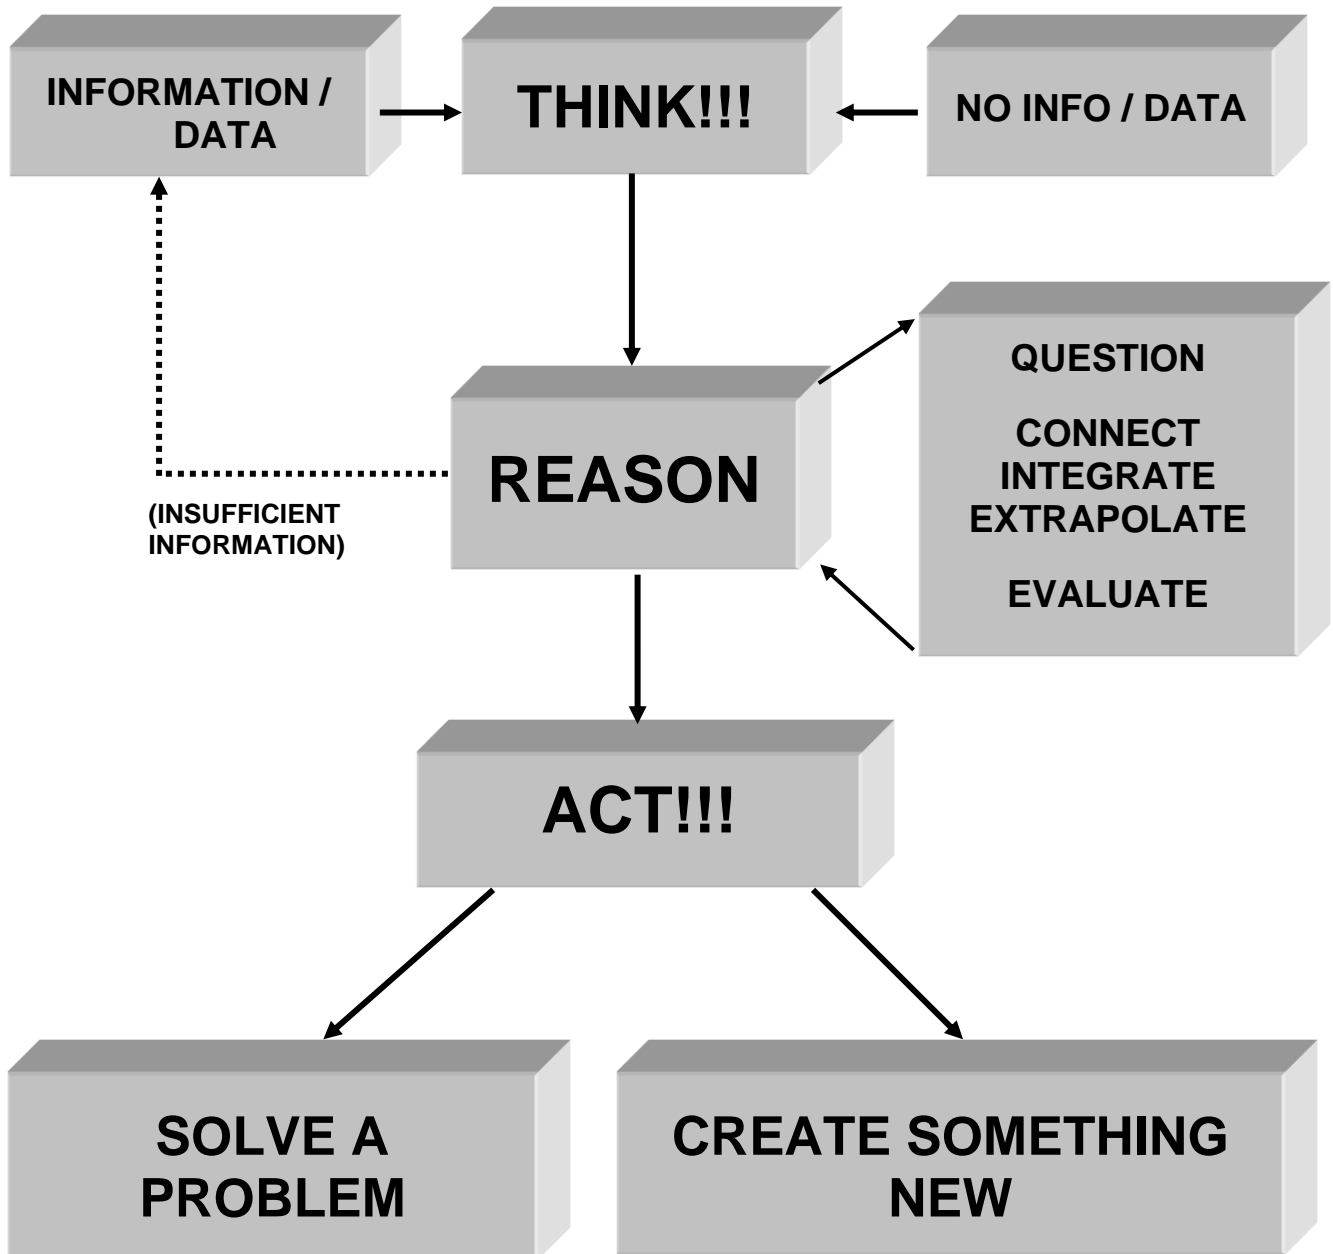 INFORMATION /
DATA
THINK!!!
NO INFO / DATA
QUESTION
CONNECT
INTEGRATE
EXTRAPOLATE
EVALUATE
REASON
(INSUFFICIENT
INFORMATION)
ACT!!!
SOLVE A
PROBLEM
CREATE SOMETHING
NEW